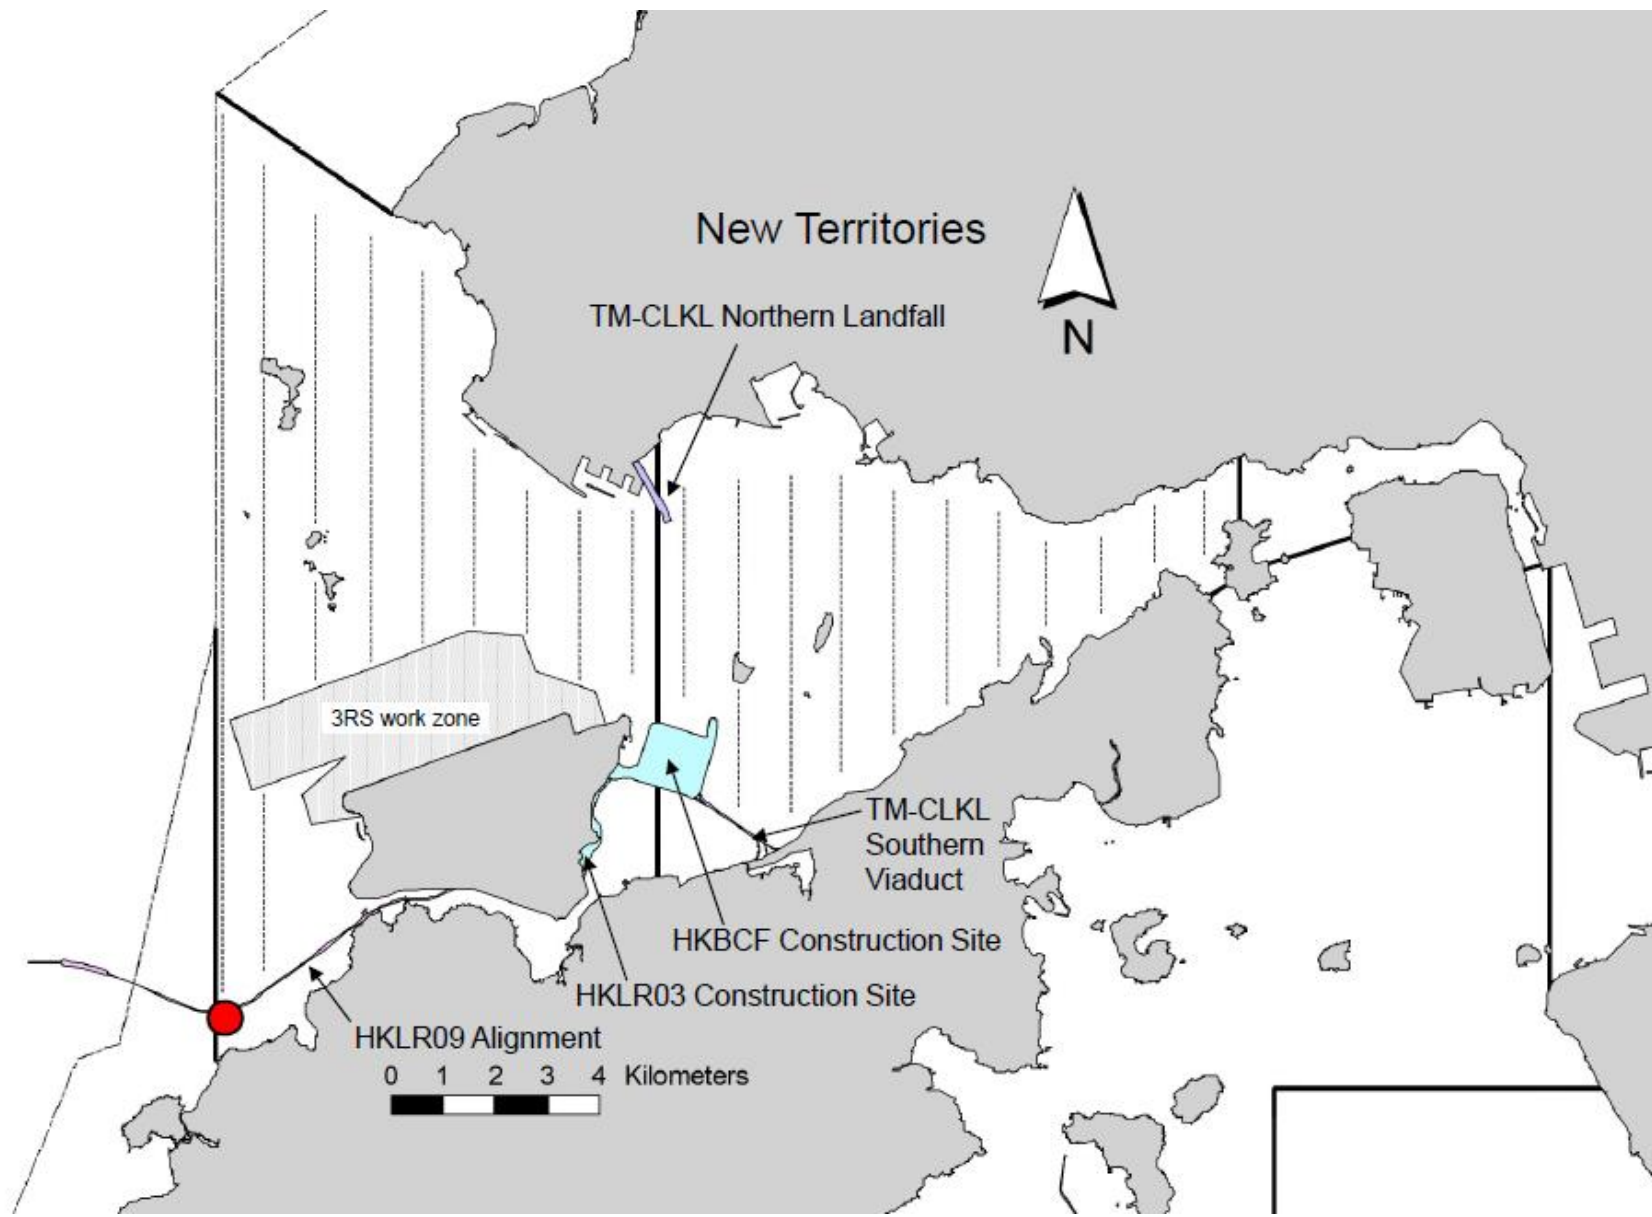 New Territories
TM-CLKL Northern Landfall
N
3RS work zone
TM-CLKL
Southern
Viaduct
HKBCF Construction Site
HKLR03 Construction Site
HKLR09 Alignment
0 1 2 3 4 Kilometers